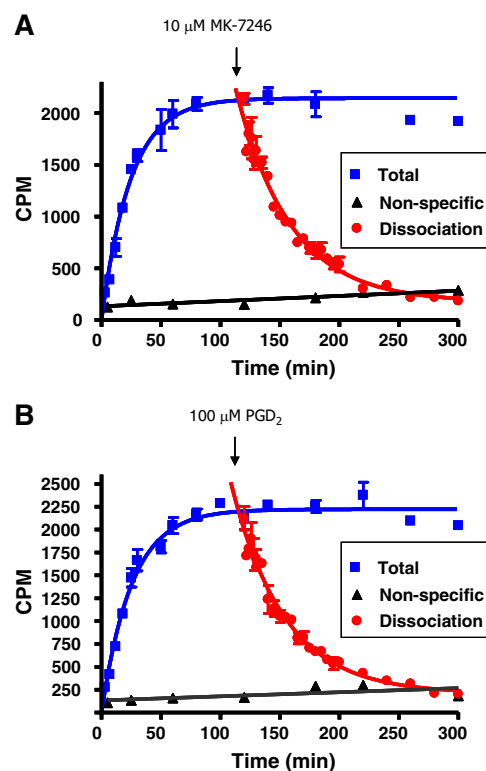 A
10 μM MK-7246
CPM
2000
1500
1000
500
0
Total
Non-specific
Dissociation
0 50 100 150 200 250 300
Time (min)
B
100 μM PGD₂
CPM
2500
2250
2000
1750
1500
1250
1000
750
500
250
Total
Non-specific
Dissociation
0 50 100 150 200 250 300
Time (min)